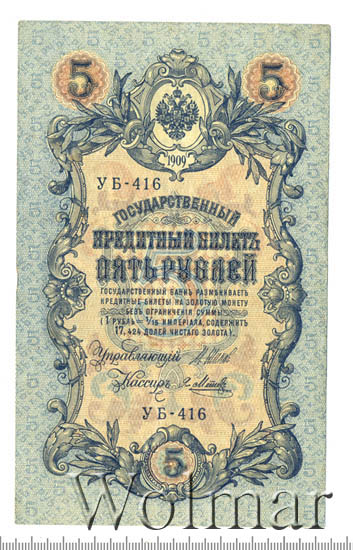 5 5
1909
УБ-416
ГОСУДАРСТВЕННЫЙ
КРЕДИТНЫЙ БИЛЕТЪ
ПЯТЬ РУБЛЕЙ
ГОСУДАРСТВЕННЫЙ БАНКЪ РАЗМѢНИВАЕТЪ
КРЕДИТНЫЕ БИЛЕТЫ НА ЗОЛОТУЮ МОНЕТУ
БЕЗЪ ОГРАНИЧЕНІЯ СУММЫ
(1 РУБЛЬ = 1/15 ИМПЕРІАЛА, СОДЕРЖИТЪ
17,424 ДОЛЕЙ ЧИСТАГО ЗОЛОТА).
Управляющій
Кассиръ
УБ-416
5
Wolmar